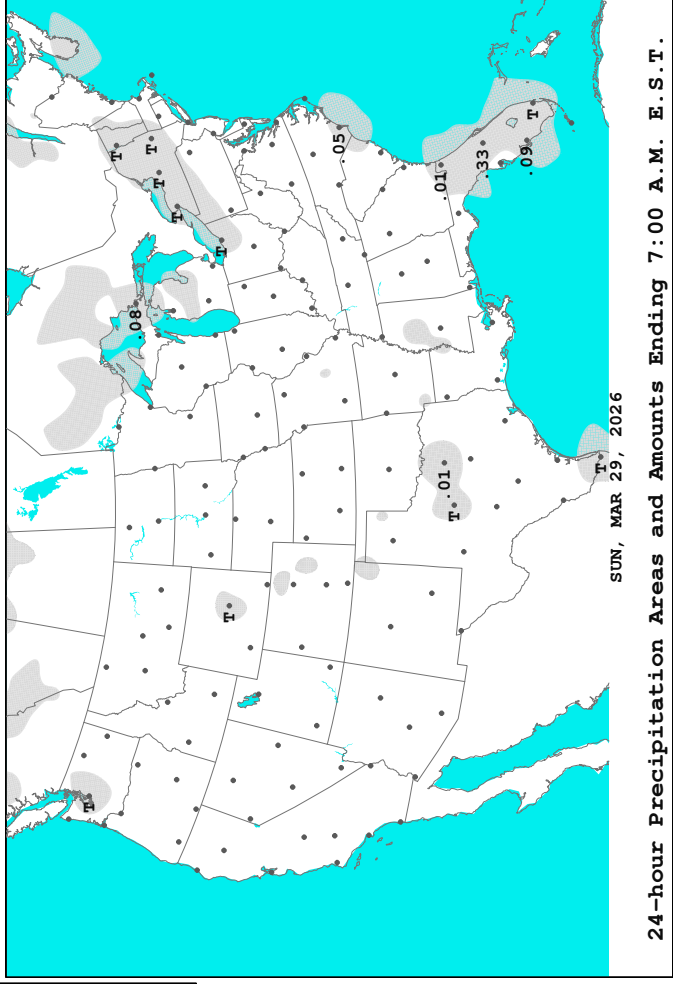 T
T
.08
T
T
T
T
T
.05
.01
.01
T
.33
.09
T
T
SUN, MAR 29, 2026
24-hour Precipitation Areas and Amounts Ending 7:00 A.M. E.S.T.